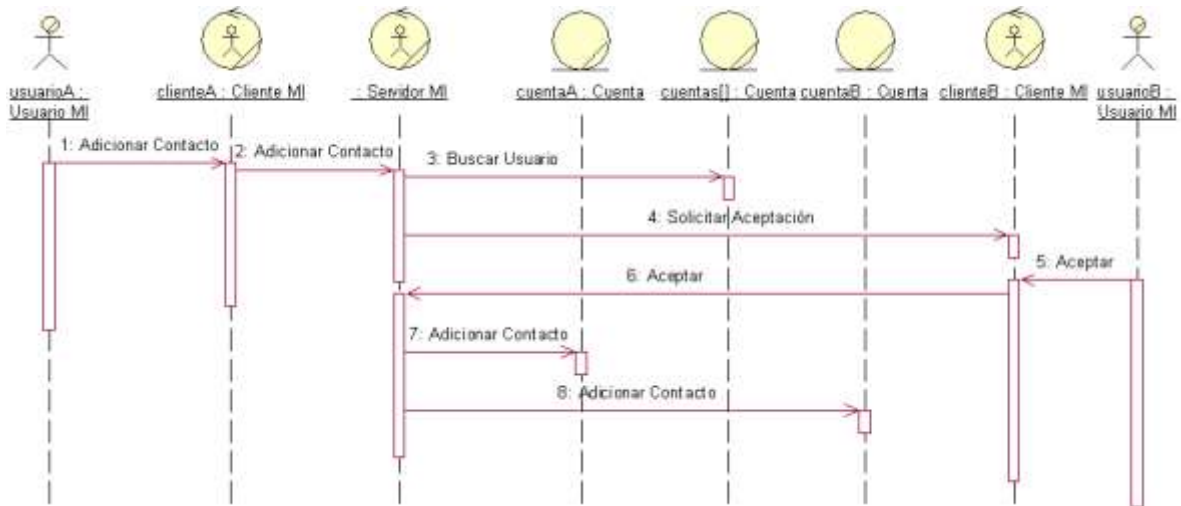 usuarioA :
Usuario MI
clienteA : Cliente MI
: Servidor MI
cuentaA : Cuenta
cuentas[] : Cuenta
cuentaB : Cuenta
clienteB : Cliente MI
usuarioB :
Usuario MI
1: Adicionar Contacto
2: Adicionar Contacto
3: Buscar Usuario
4: Solicitar Aceptación
5: Aceptar
6: Aceptar
7: Adicionar Contacto
8: Adicionar Contacto